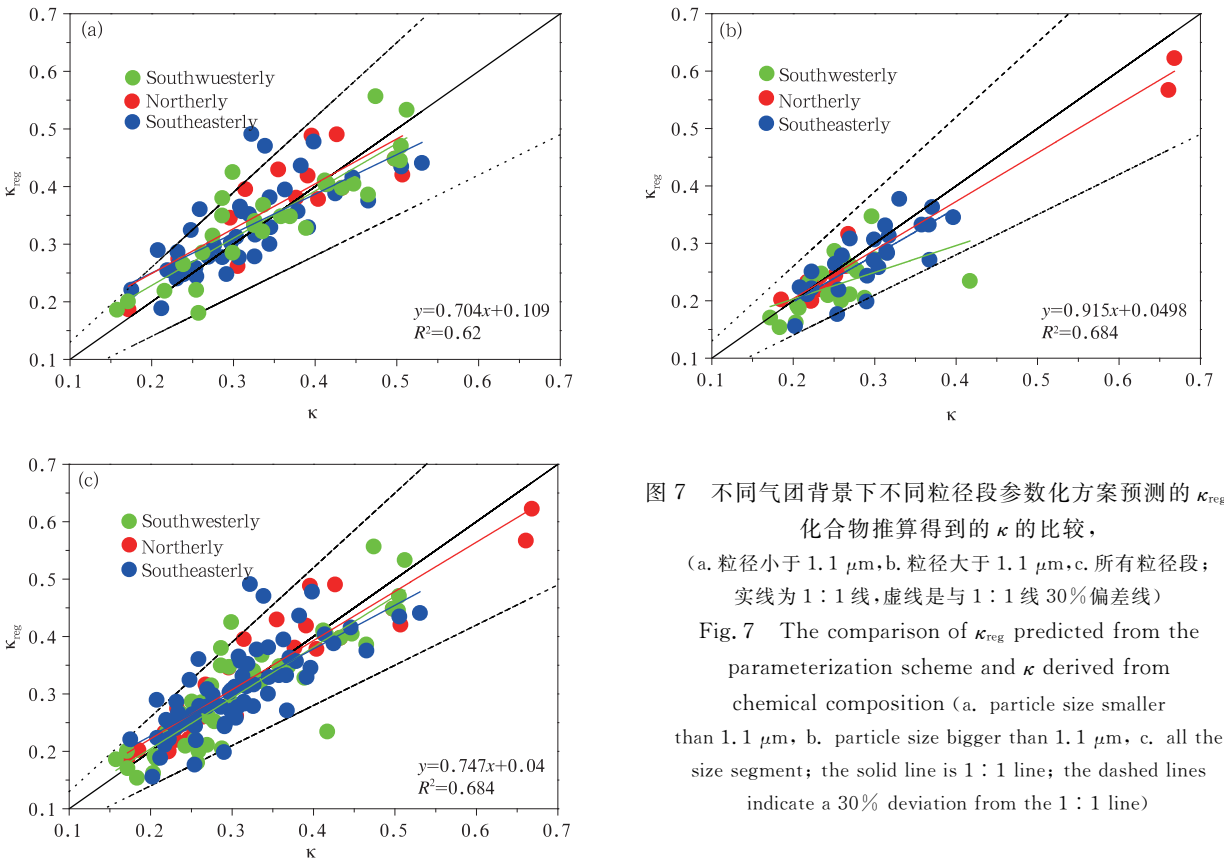 (a)
Southwuesterly
Northerly
Southeasterly
0.7
0.6
0.5
0.4
0.3
0.2
0.1
κreg
y=0.704x+0.109
R²=0.62
0.1 0.2 0.3 0.4 0.5 0.6 0.7
κ
(b)
Southwesterly
Northerly
Southeasterly
0.7
0.6
0.5
0.4
0.3
0.2
0.1
κreg
y=0.915x+0.0498
R²=0.684
0.1 0.2 0.3 0.4 0.5 0.6 0.7
κ
(c)
Southwesterly
Northerly
Southeasterly
0.7
0.6
0.5
0.4
0.3
0.2
0.1
κreg
y=0.747x+0.04
R²=0.684
0.1 0.2 0.3 0.4 0.5 0.6 0.7
κ
图 7 不同气团背景下不同粒径段参数化方案预测的 κreg
化合物推算得到的 κ 的比较,
(a.粒径小于 1.1 μm,b.粒径大于 1.1 μm,c.所有粒径段;
实线为 1∶1 线,虚线是与 1∶1 线 30%偏差线)
Fig.7 The comparison of κreg predicted from the
parameterization scheme and κ derived from
chemical composition (a. particle size smaller
than 1.1 μm, b. particle size bigger than 1.1 μm, c. all the
size segment; the solid line is 1∶1 line; the dashed lines
indicate a 30% deviation from the 1∶1 line)